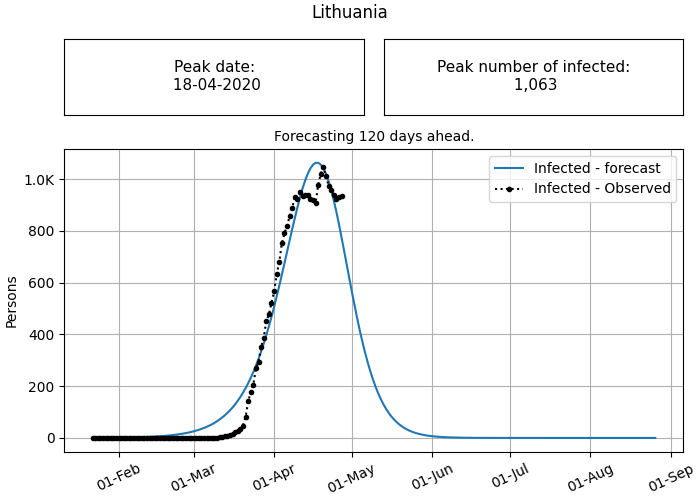 Lithuania
Peak date:
18-04-2020
Peak number of infected:
1,063
Forecasting 120 days ahead.
Infected - forecast
Infected - Observed
Persons
1.0K
800
600
400
200
0
01-Feb
01-Mar
01-Apr
01-May
01-Jun
01-Jul
01-Aug
01-Sep